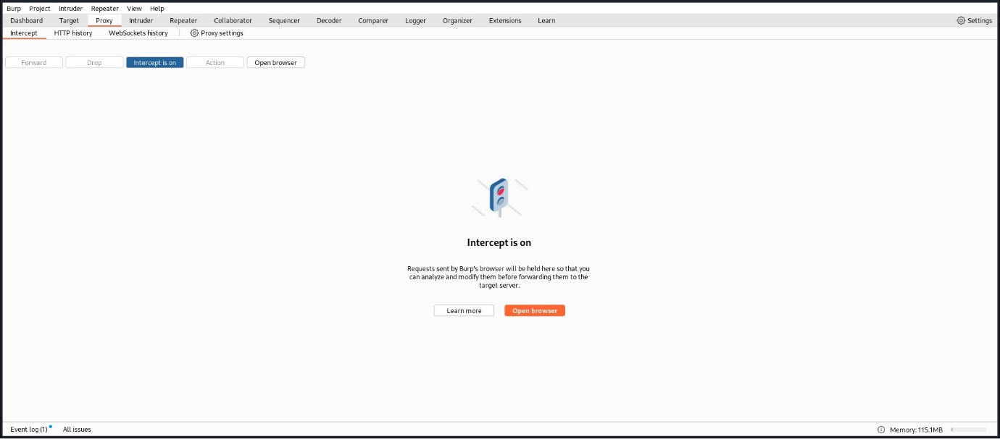 Burp Project Intruder Repeater View Help
Dashboard Target Proxy Intruder Repeater Collaborator Sequencer Decoder Comparer Logger Organizer Extensions Learn Settings
Intercept HTTP history WebSockets history Proxy settings
Forward Drop Intercept is on Action Open browser
Intercept is on
Requests sent by Burp's browser will be held here so that you
can analyze and modify them before forwarding them to the
target server.
Learn more Open browser
Event log (1) All issues Memory: 115.1MB